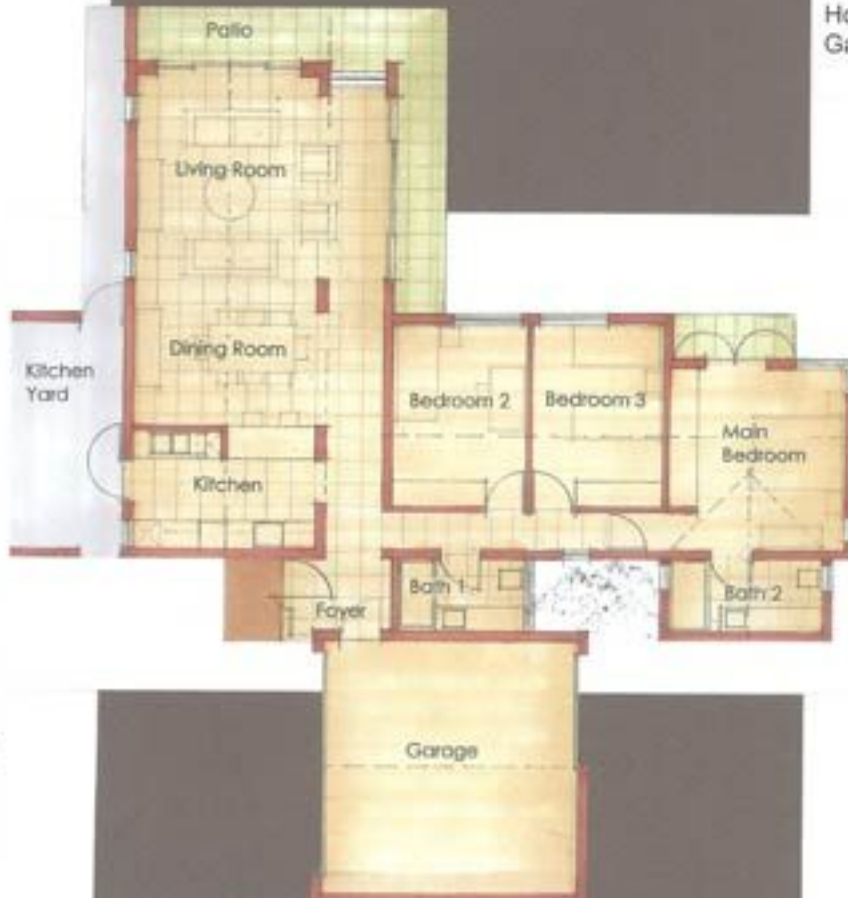 Patio
Living Room
Dining Room
Kitchen
Yard
Kitchen
Bedroom 2
Bedroom 3
Main
Bedroom
Foyer
Bath 1
Bath 2
Garage